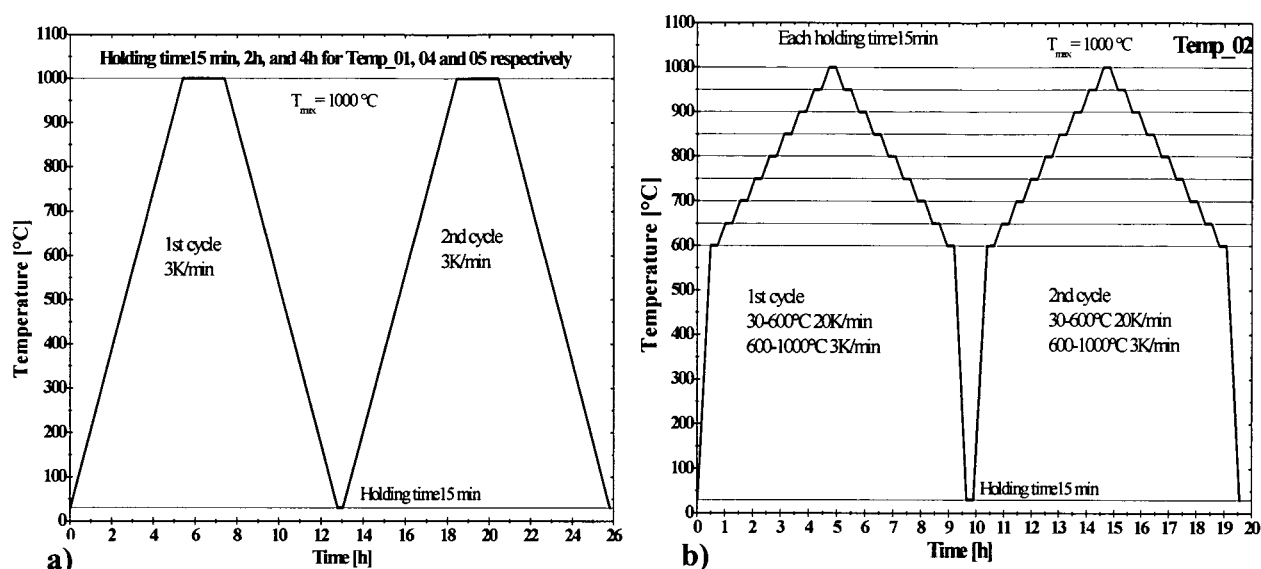 Holding time15 min, 2h, and 4h for Temp_01, 04 and 05 respectively
Tmax = 1000 °C
1st cycle
3K/min
2nd cycle
3K/min
Holding time15 min
Temperature [°C]
1100
1000
900
800
700
600
500
400
300
200
100
0
0 2 4 6 8 10 12 14 16 18 20 22 24 26
Time [h]
a)
Each holding time15min
Tmax = 1000 °C
Temp_02
1st cycle
30-600°C 20K/min
600-1000°C 3K/min
2nd cycle
30-600°C 20K/min
600-1000°C 3K/min
Holding time15 min
Temperature [°C]
1100
1000
900
800
700
600
500
400
300
200
100
0
0 1 2 3 4 5 6 7 8 9 10 11 12 13 14 15 16 17 18 19 20
Time [h]
b)